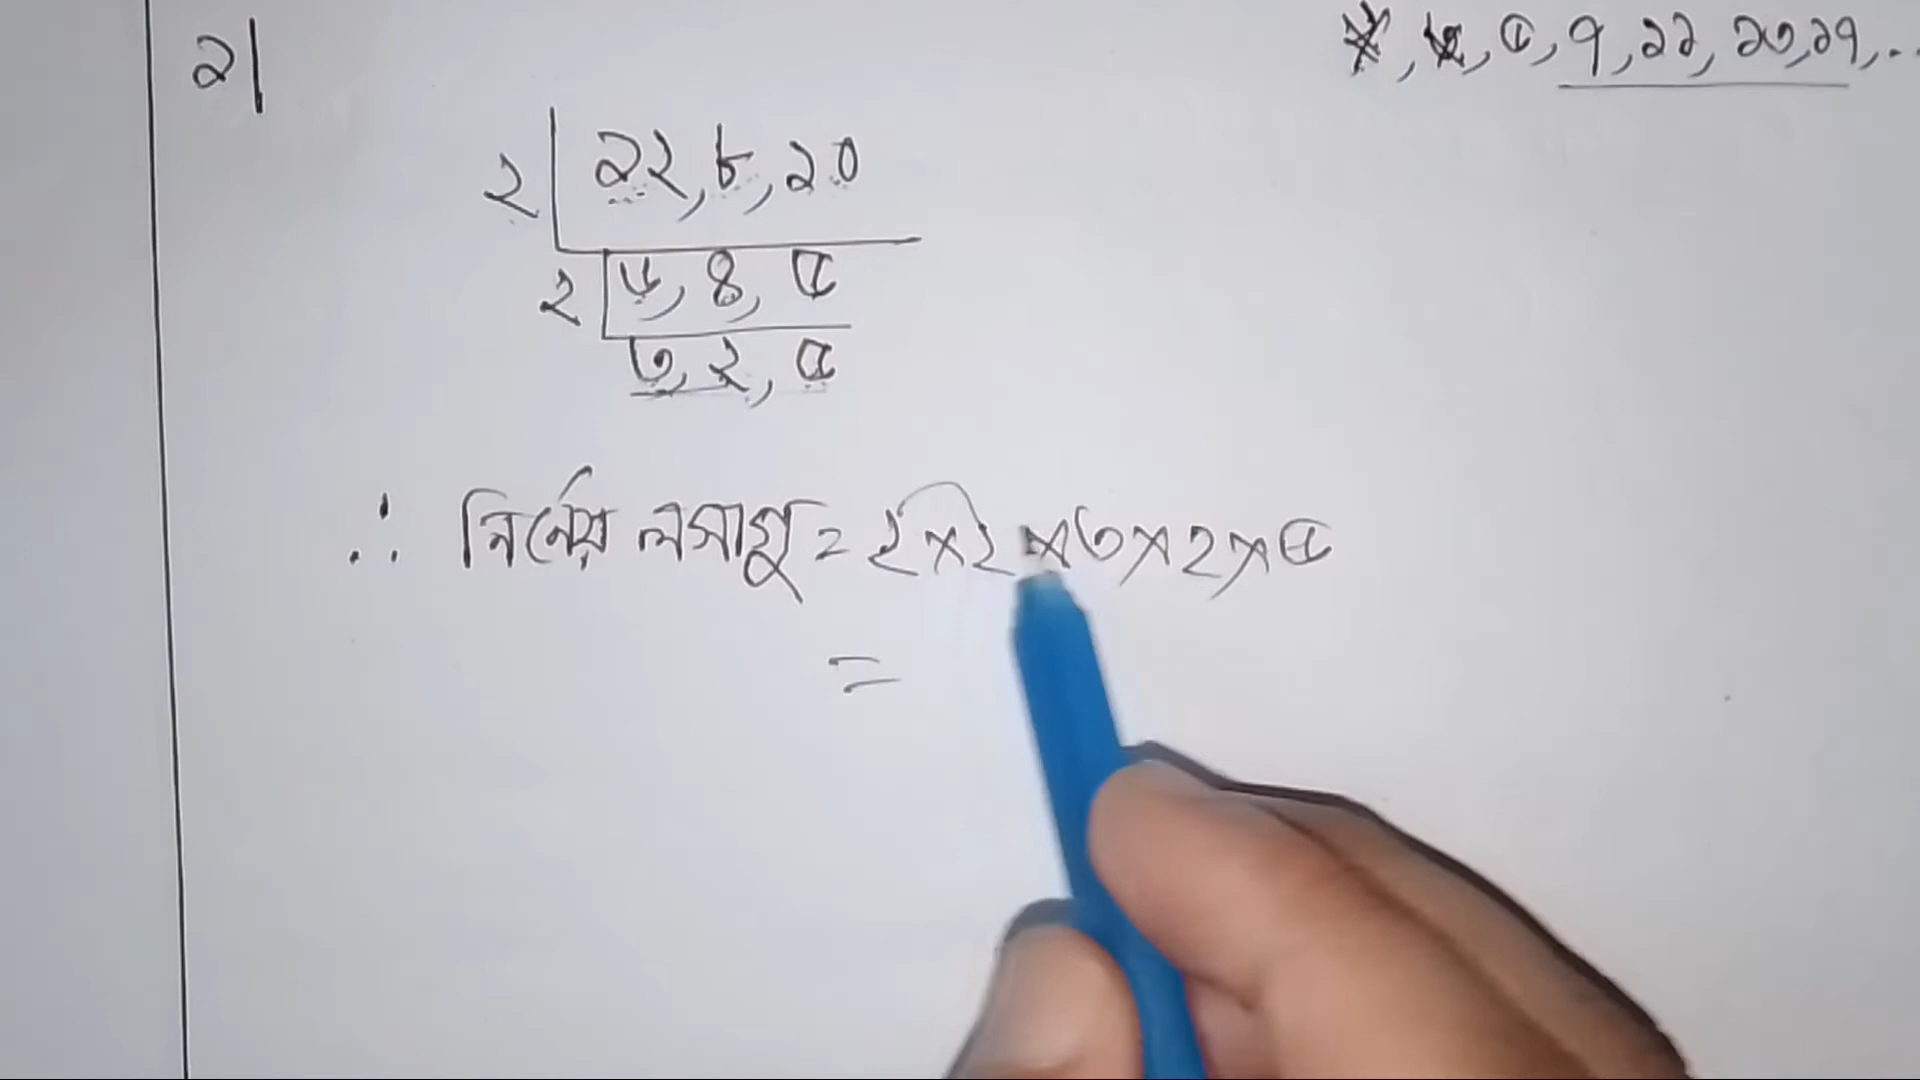 ১।
২, ৩, ৫, ৭, ১১, ১৩, ১৭, ..
২ | ১২, ৮, ১০
২ | ৬, ৪, ৫
৩, ২, ৫
∴ নির্নেয় লসাগু = ২×২×৩×২×৫
=